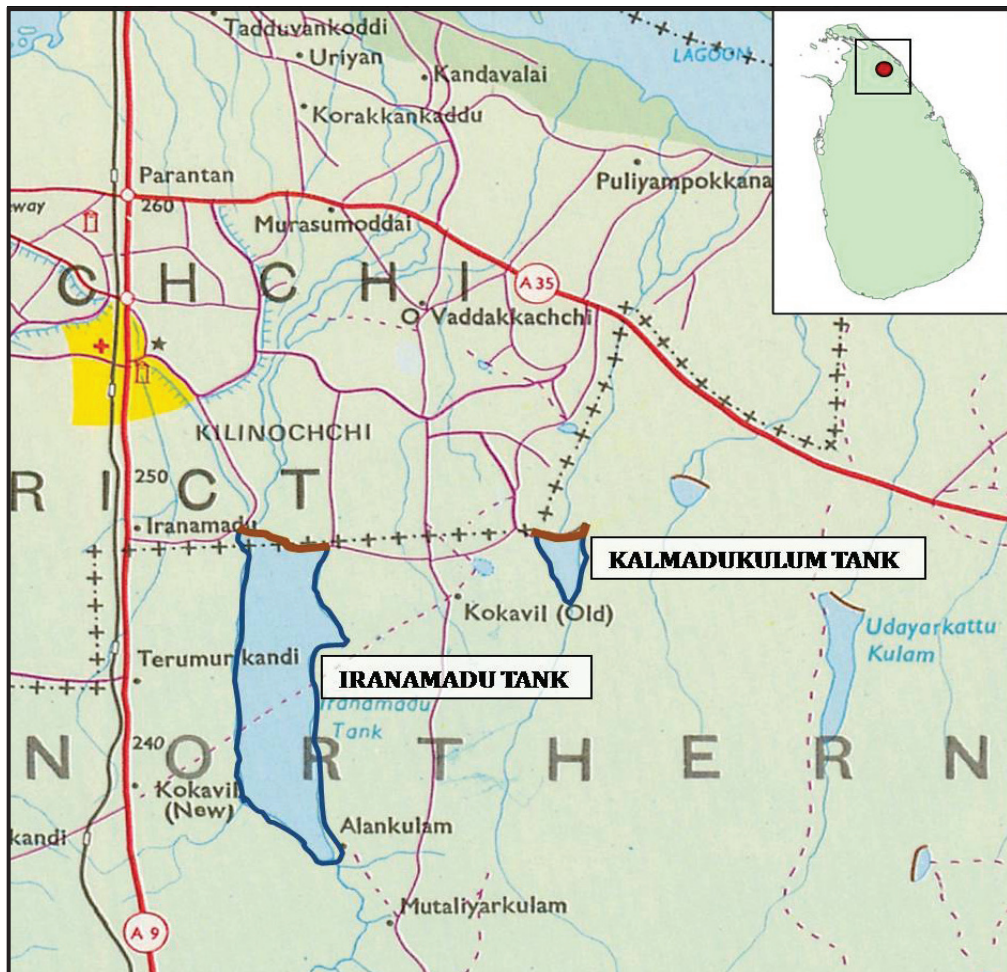 Tadduvankoddi
Uriyan
LAGOON
Kandavalai
Korakkankaddu
Parantan
Puliyampokkana
eway
260
Murasumoddai
CHCHI
A 35
O Vaddakkachchi
KILINOCHCHI
250
RICT
Iranamadu
KALMADUKULUM TANK
Kokavil (Old)
Udayarkattu
Kulam
Terumurikandi
IRANAMADU TANK
Iranamadu
Tank
240
NORTHERN
Kokavil
(New)
kandi
Alankulam
Mutaliyarkulam
A 9